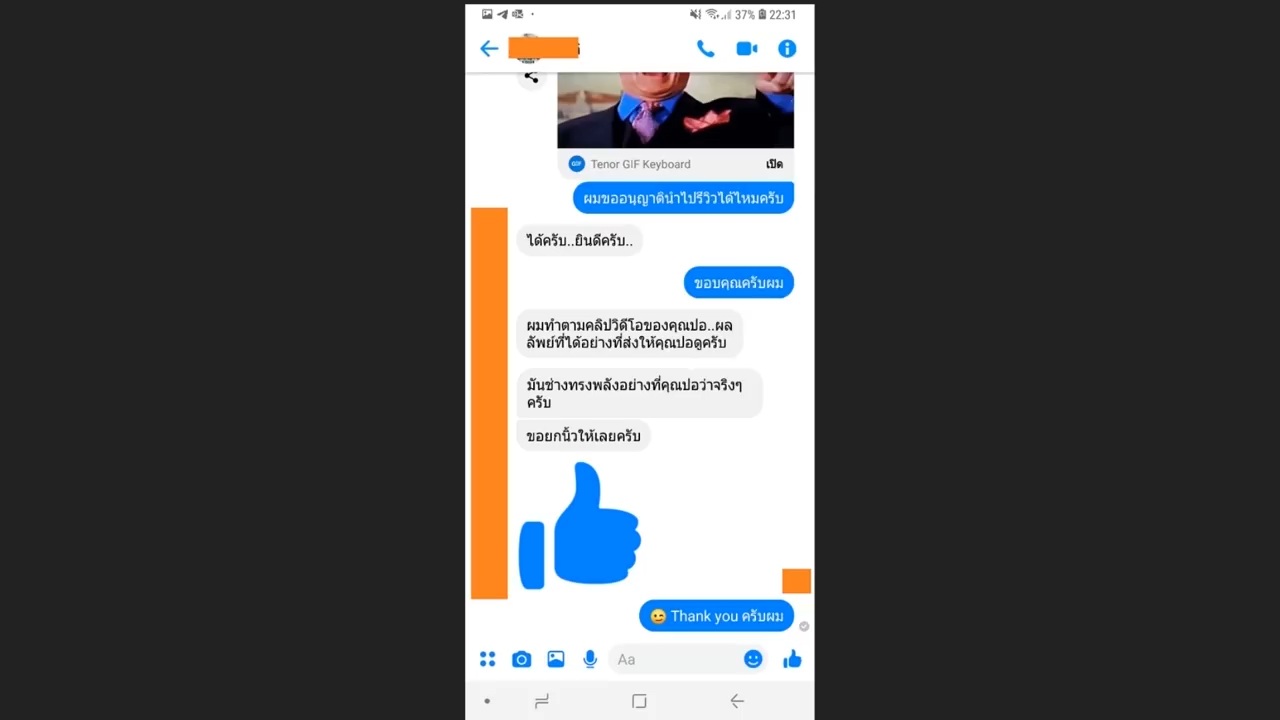 37% 22:31
GIF Tenor GIF Keyboard เปิด
ผมขออนุญาตินำไปรีวิวได้ไหมครับ
ได้ครับ..ยินดีครับ..
ขอบคุณครับผม
ผมทำตามคลิปวิดีโอของคุณปอ..ผล
ลัพย์ที่ได้อย่างที่ส่งให้คุณปอดูครับ
มันช่างทรงพลังอย่างที่คุณปอว่าจริงๆ
ครับ
ขอยกนิ้วให้เลยครับ
😉 Thank you ครับผม
Aa